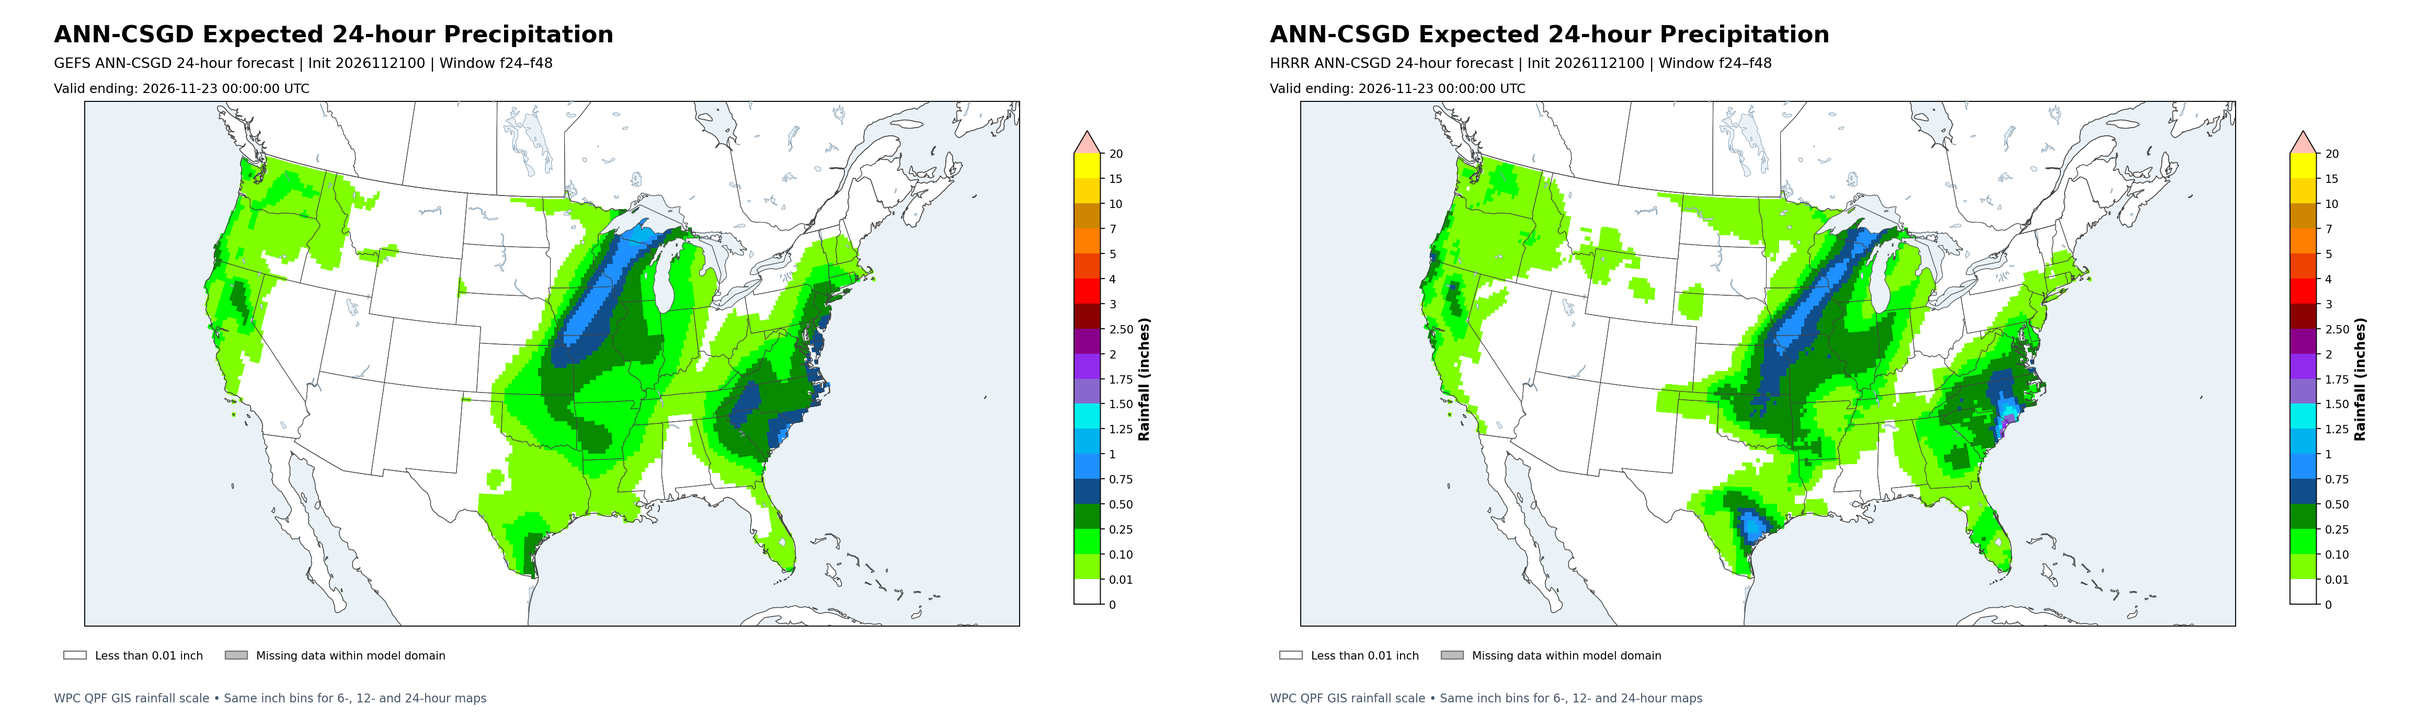 ANN-CSGD Expected 24-hour Precipitation
GEFS ANN-CSGD 24-hour forecast | Init 2026112100 | Window f24–f48
Valid ending: 2026-11-23 00:00:00 UTC
20
15
10
7
5
4
3
2.50
2
1.75
1.50
1.25
1
0.75
0.50
0.25
0.10
0.01
0
Rainfall (inches)
Less than 0.01 inch
Missing data within model domain
WPC QPF GIS rainfall scale • Same inch bins for 6-, 12- and 24-hour maps
ANN-CSGD Expected 24-hour Precipitation
HRRR ANN-CSGD 24-hour forecast | Init 2026112100 | Window f24–f48
Valid ending: 2026-11-23 00:00:00 UTC
20
15
10
7
5
4
3
2.50
2
1.75
1.50
1.25
1
0.75
0.50
0.25
0.10
0.01
0
Rainfall (inches)
Less than 0.01 inch
Missing data within model domain
WPC QPF GIS rainfall scale • Same inch bins for 6-, 12- and 24-hour maps